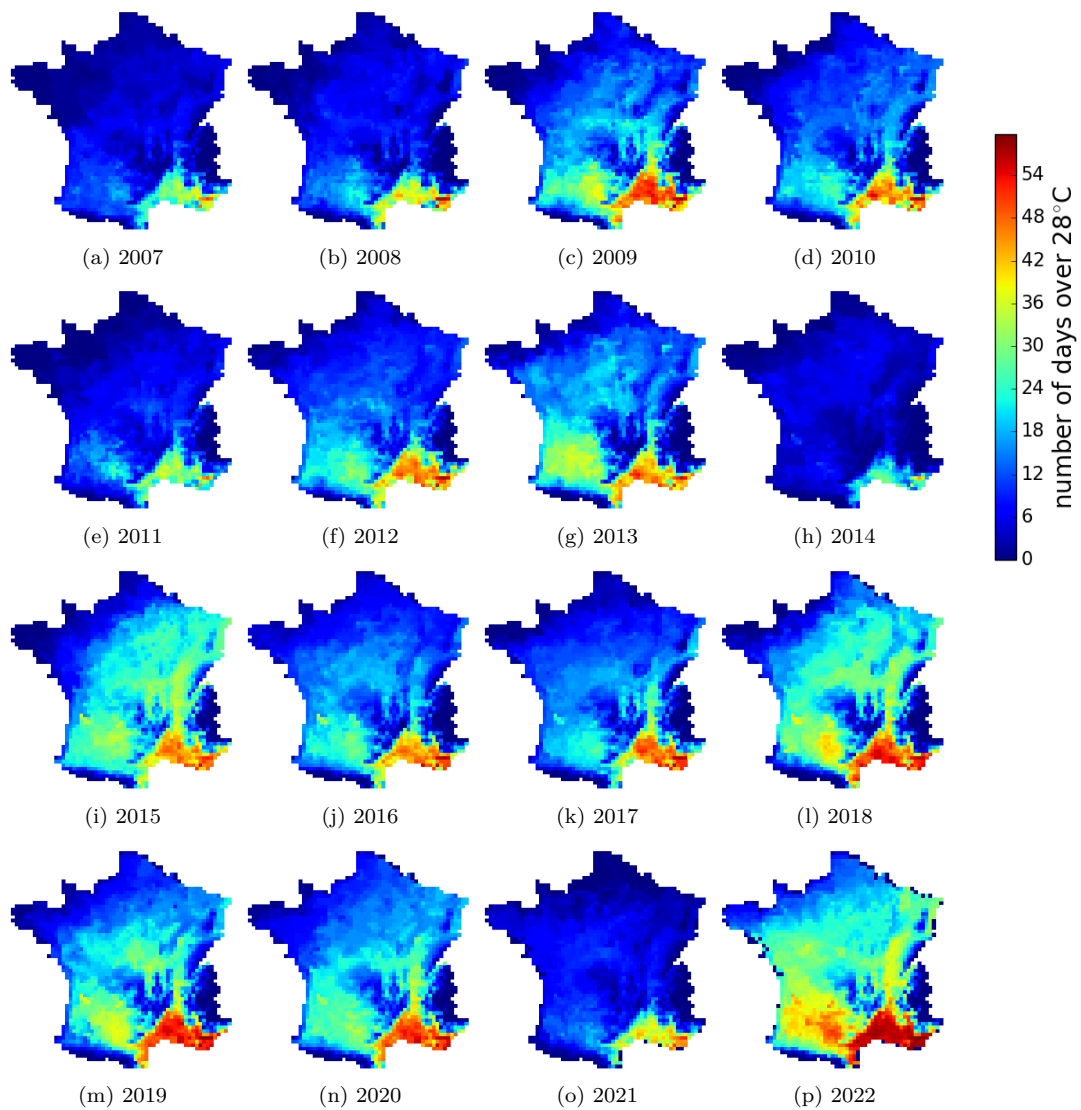 (a) 2007
(b) 2008
(c) 2009
(d) 2010
54
48
42
36
30
24
18
12
6
0
number of days over 28°C
(e) 2011
(f) 2012
(g) 2013
(h) 2014
(i) 2015
(j) 2016
(k) 2017
(l) 2018
(m) 2019
(n) 2020
(o) 2021
(p) 2022